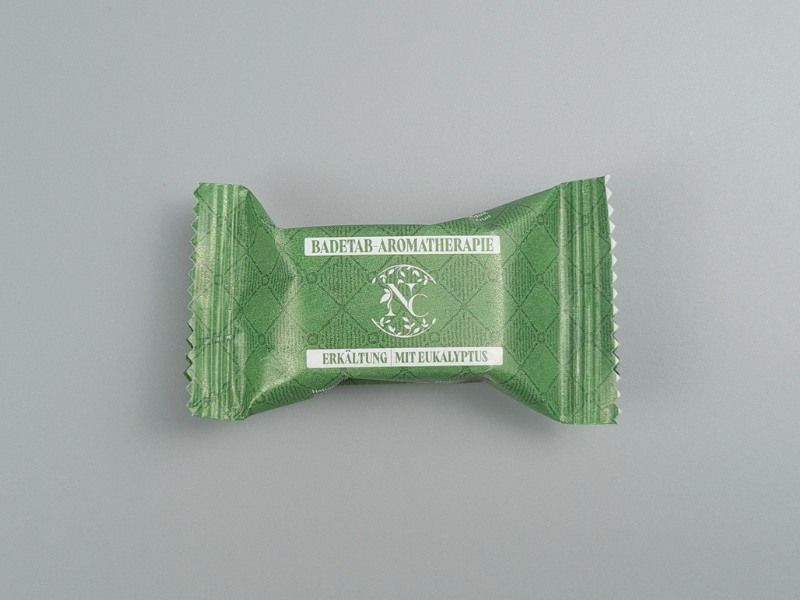 BADETAB-AROMATHERAPIE
NC
ERKÄLTUNG MIT EUKALYPTUS